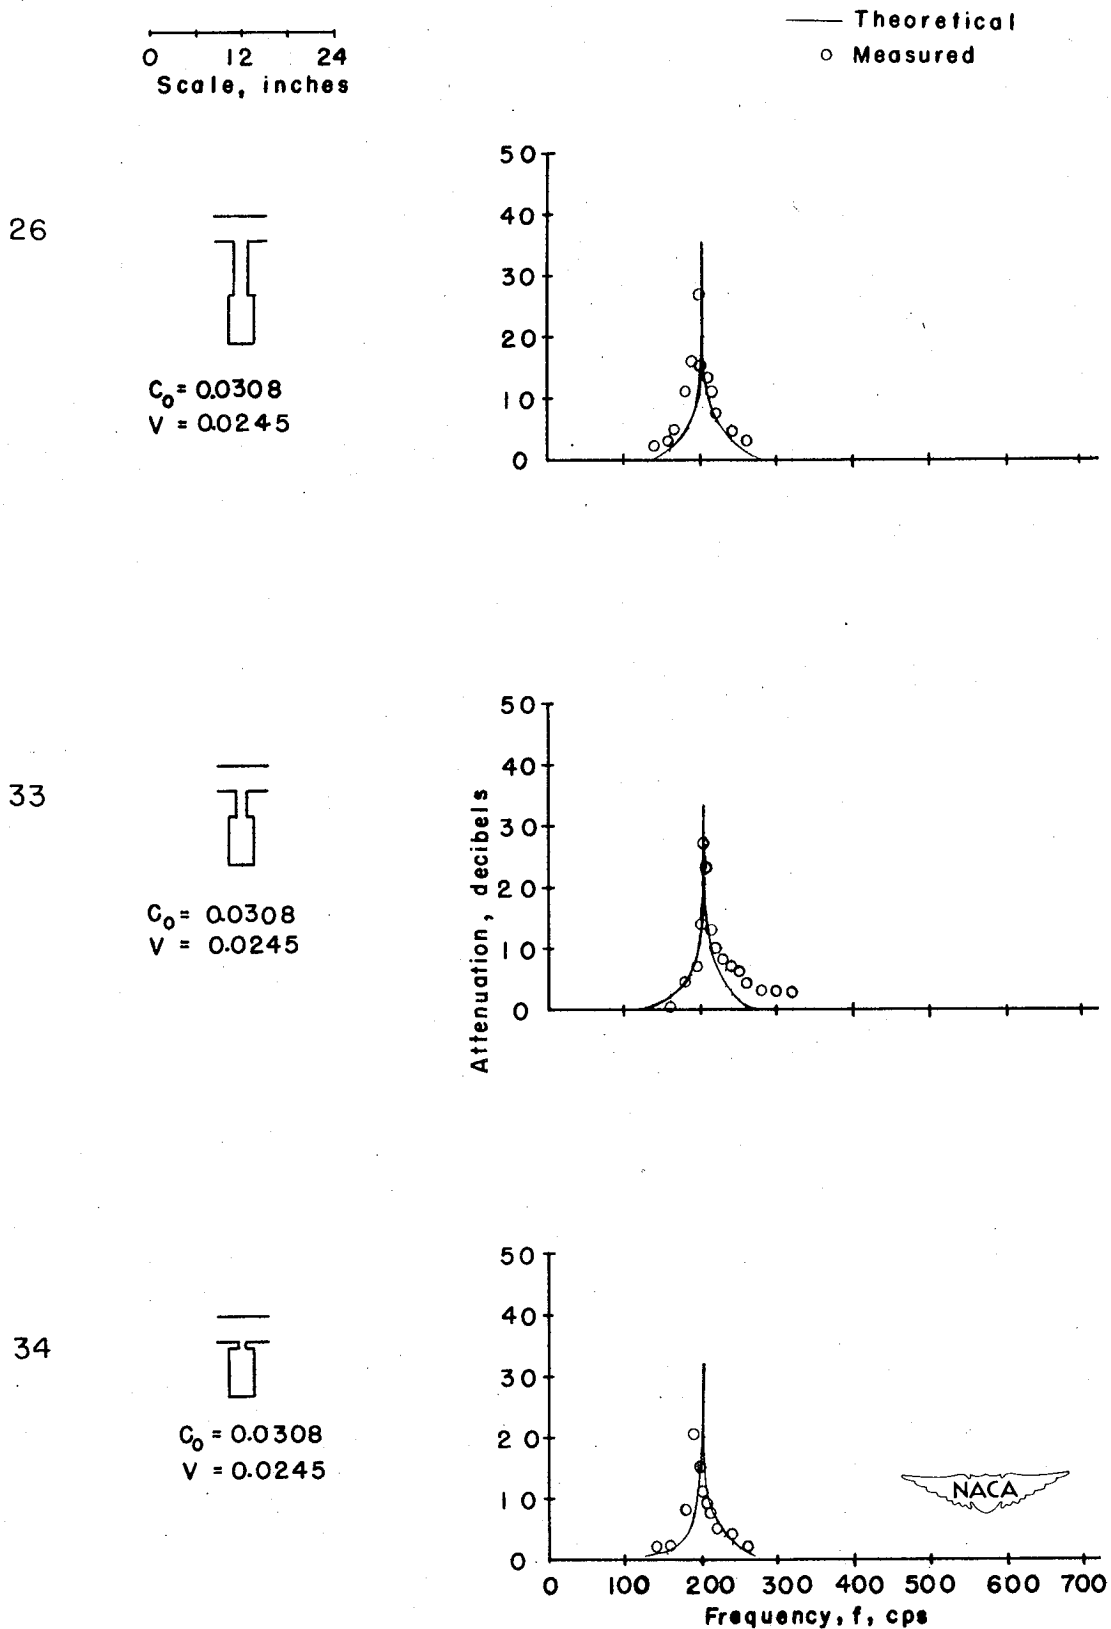 0 12 24
Scale, inches
Theoretical
Measured
26
C₀ = 0.0308
V = 0.0245
50
40
30
20
10
0
33
C₀ = 0.0308
V = 0.0245
Attenuation, decibels
50
40
30
20
10
0
34
C₀ = 0.0308
V = 0.0245
50
40
30
20
10
0
NACA
0 100 200 300 400 500 600 700
Frequency, f, cps